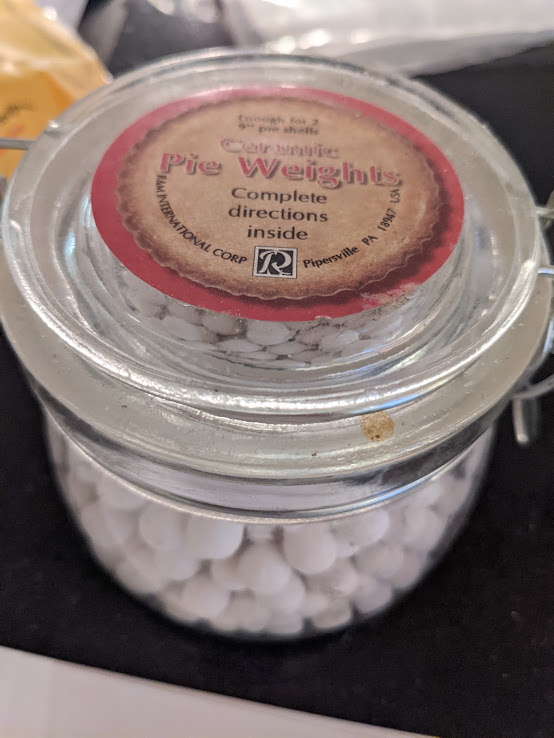 Enough for 2
9" pie shells
Ceramic
Pie Weights
Complete
directions
inside
RAM INTERNATIONAL CORP
R
Pipersville PA 18947 USA